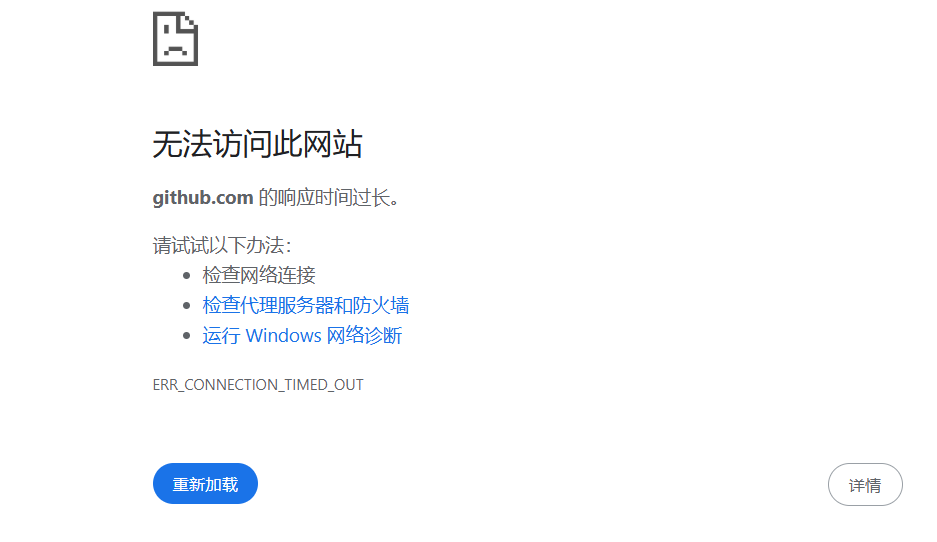 无法访问此网站
github.com 的响应时间过长。
请试试以下办法：
检查网络连接
检查代理服务器和防火墙
运行 Windows 网络诊断
ERR_CONNECTION_TIMED_OUT
重新加载
详情